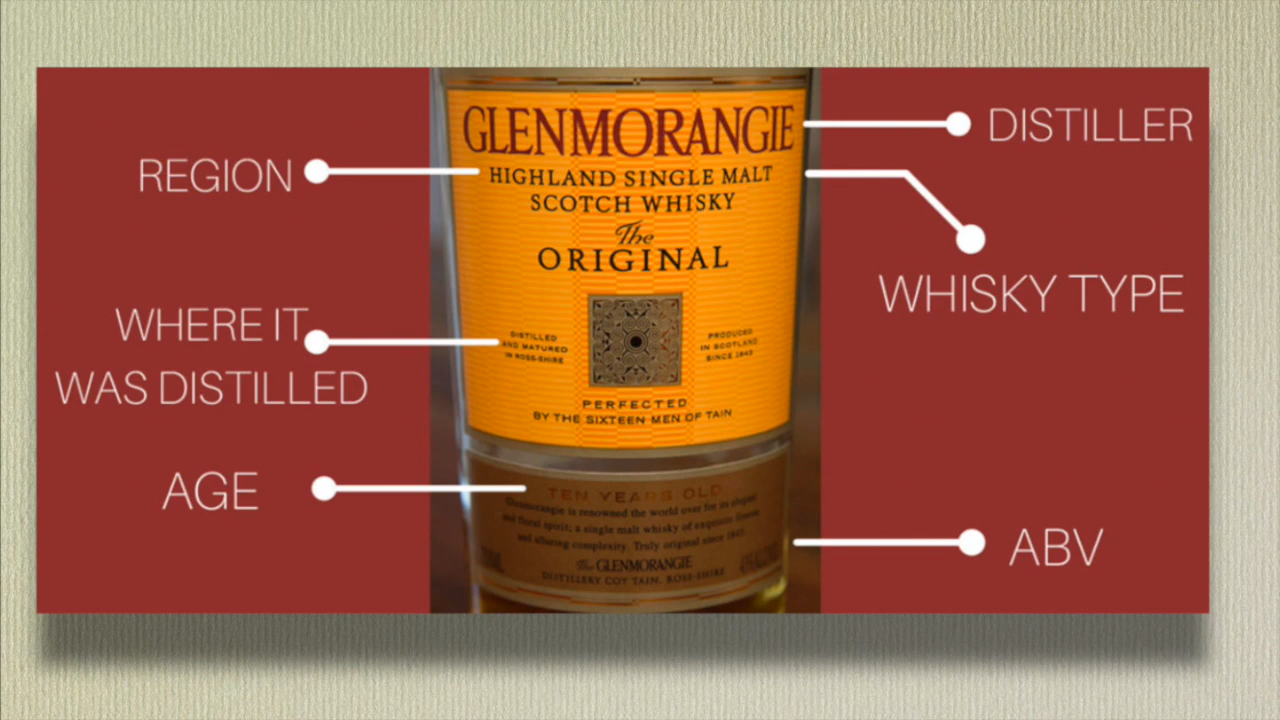 REGION
WHERE IT
WAS DISTILLED
AGE
GLENMORANGIE
HIGHLAND SINGLE MALT
SCOTCH WHISKY
The
ORIGINAL
DISTILLED
AND MATURED
IN ROSS-SHIRE
PRODUCED
IN SCOTLAND
SINCE 1843
PERFECTED
BY THE SIXTEEN MEN OF TAIN
TEN YEARS OLD
Glenmorangie is renowned the world over for its elegant
and floral spirit; a single malt whisky of exquisite finesse
and alluring complexity. Truly original since 1843.
The GLENMORANGIE
DISTILLERY COY TAIN, ROSS-SHIRE
DISTILLER
WHISKY TYPE
ABV